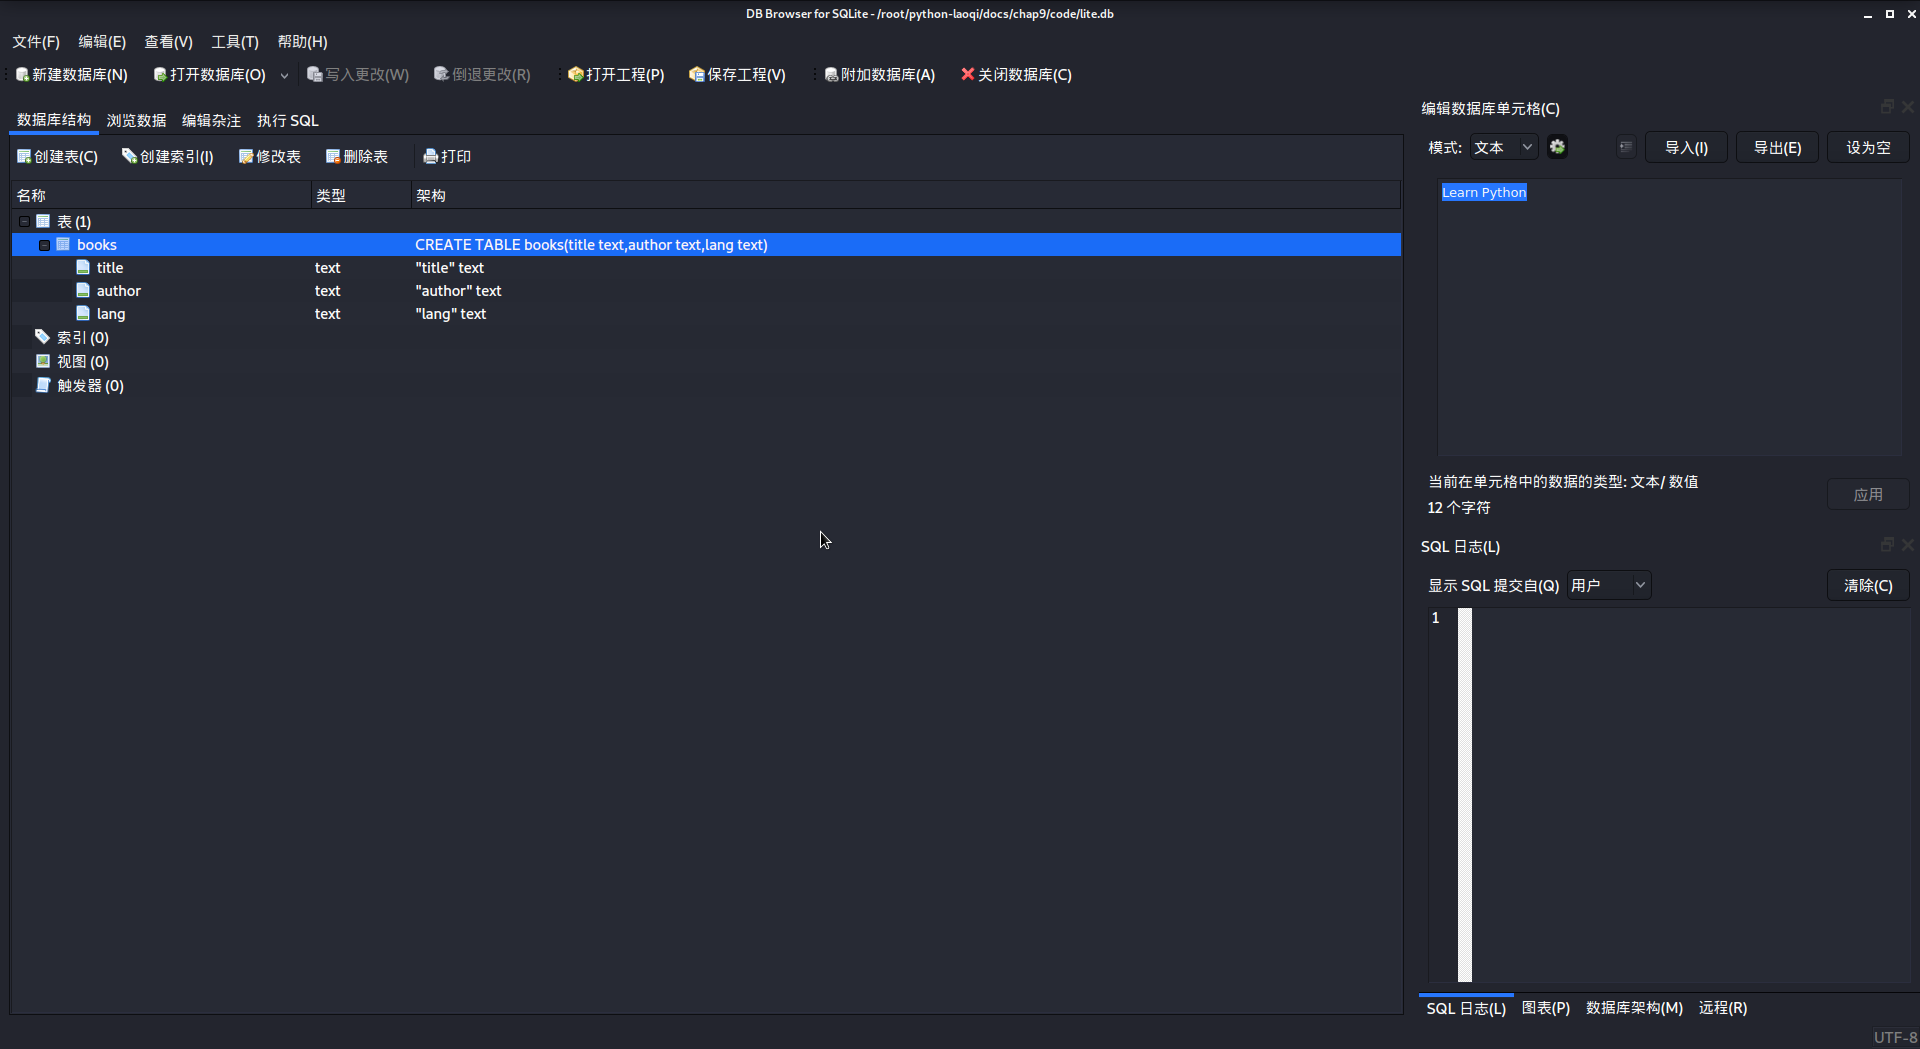 DB Browser for SQLite - /root/python-laoqi/docs/chap9/code/lite.db
文件(F) 编辑(E) 查看(V) 工具(T) 帮助(H)
新建数据库(N) 打开数据库(O) 写入更改(W) 倒退更改(R) 打开工程(P) 保存工程(V) 附加数据库(A) 关闭数据库(C)
数据库结构 浏览数据 编辑杂注 执行 SQL
创建表(C) 创建索引(I) 修改表 删除表 打印
名称 类型 架构
表 (1)
books CREATE TABLE books(title text,author text,lang text)
title text "title" text
author text "author" text
lang text "lang" text
索引 (0)
视图 (0)
触发器 (0)
编辑数据库单元格(C)
模式: 文本 导入(I) 导出(E) 设为空
Learn Python
当前在单元格中的数据的类型: 文本/ 数值
12 个字符
应用
SQL 日志(L)
显示 SQL 提交自(Q) 用户 清除(C)
1
SQL 日志(L) 图表(P) 数据库架构(M) 远程(R)
UTF-8